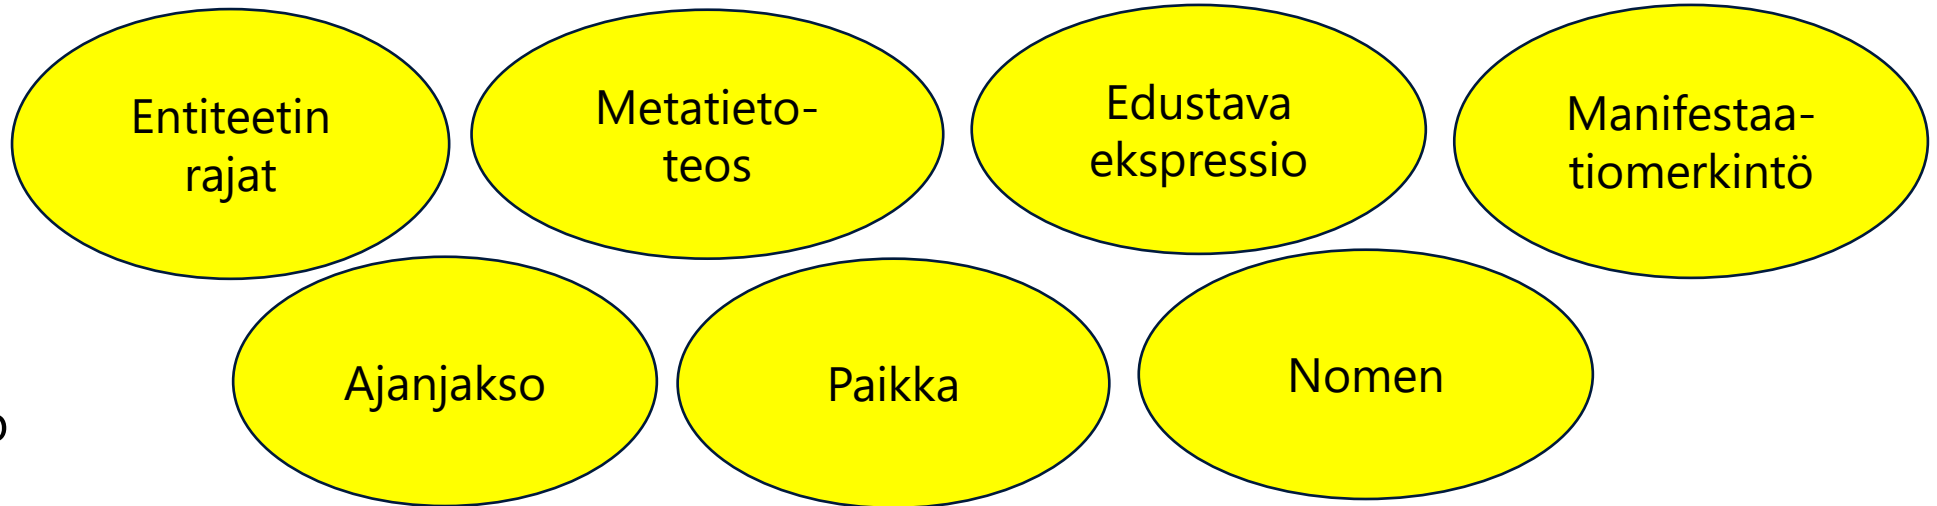 Entiteetin
rajat
Metatieto-
teos
Edustava
ekspressio
Manifestaa-
tiomerkintö
Ajanjakso
Paikka
Nomen